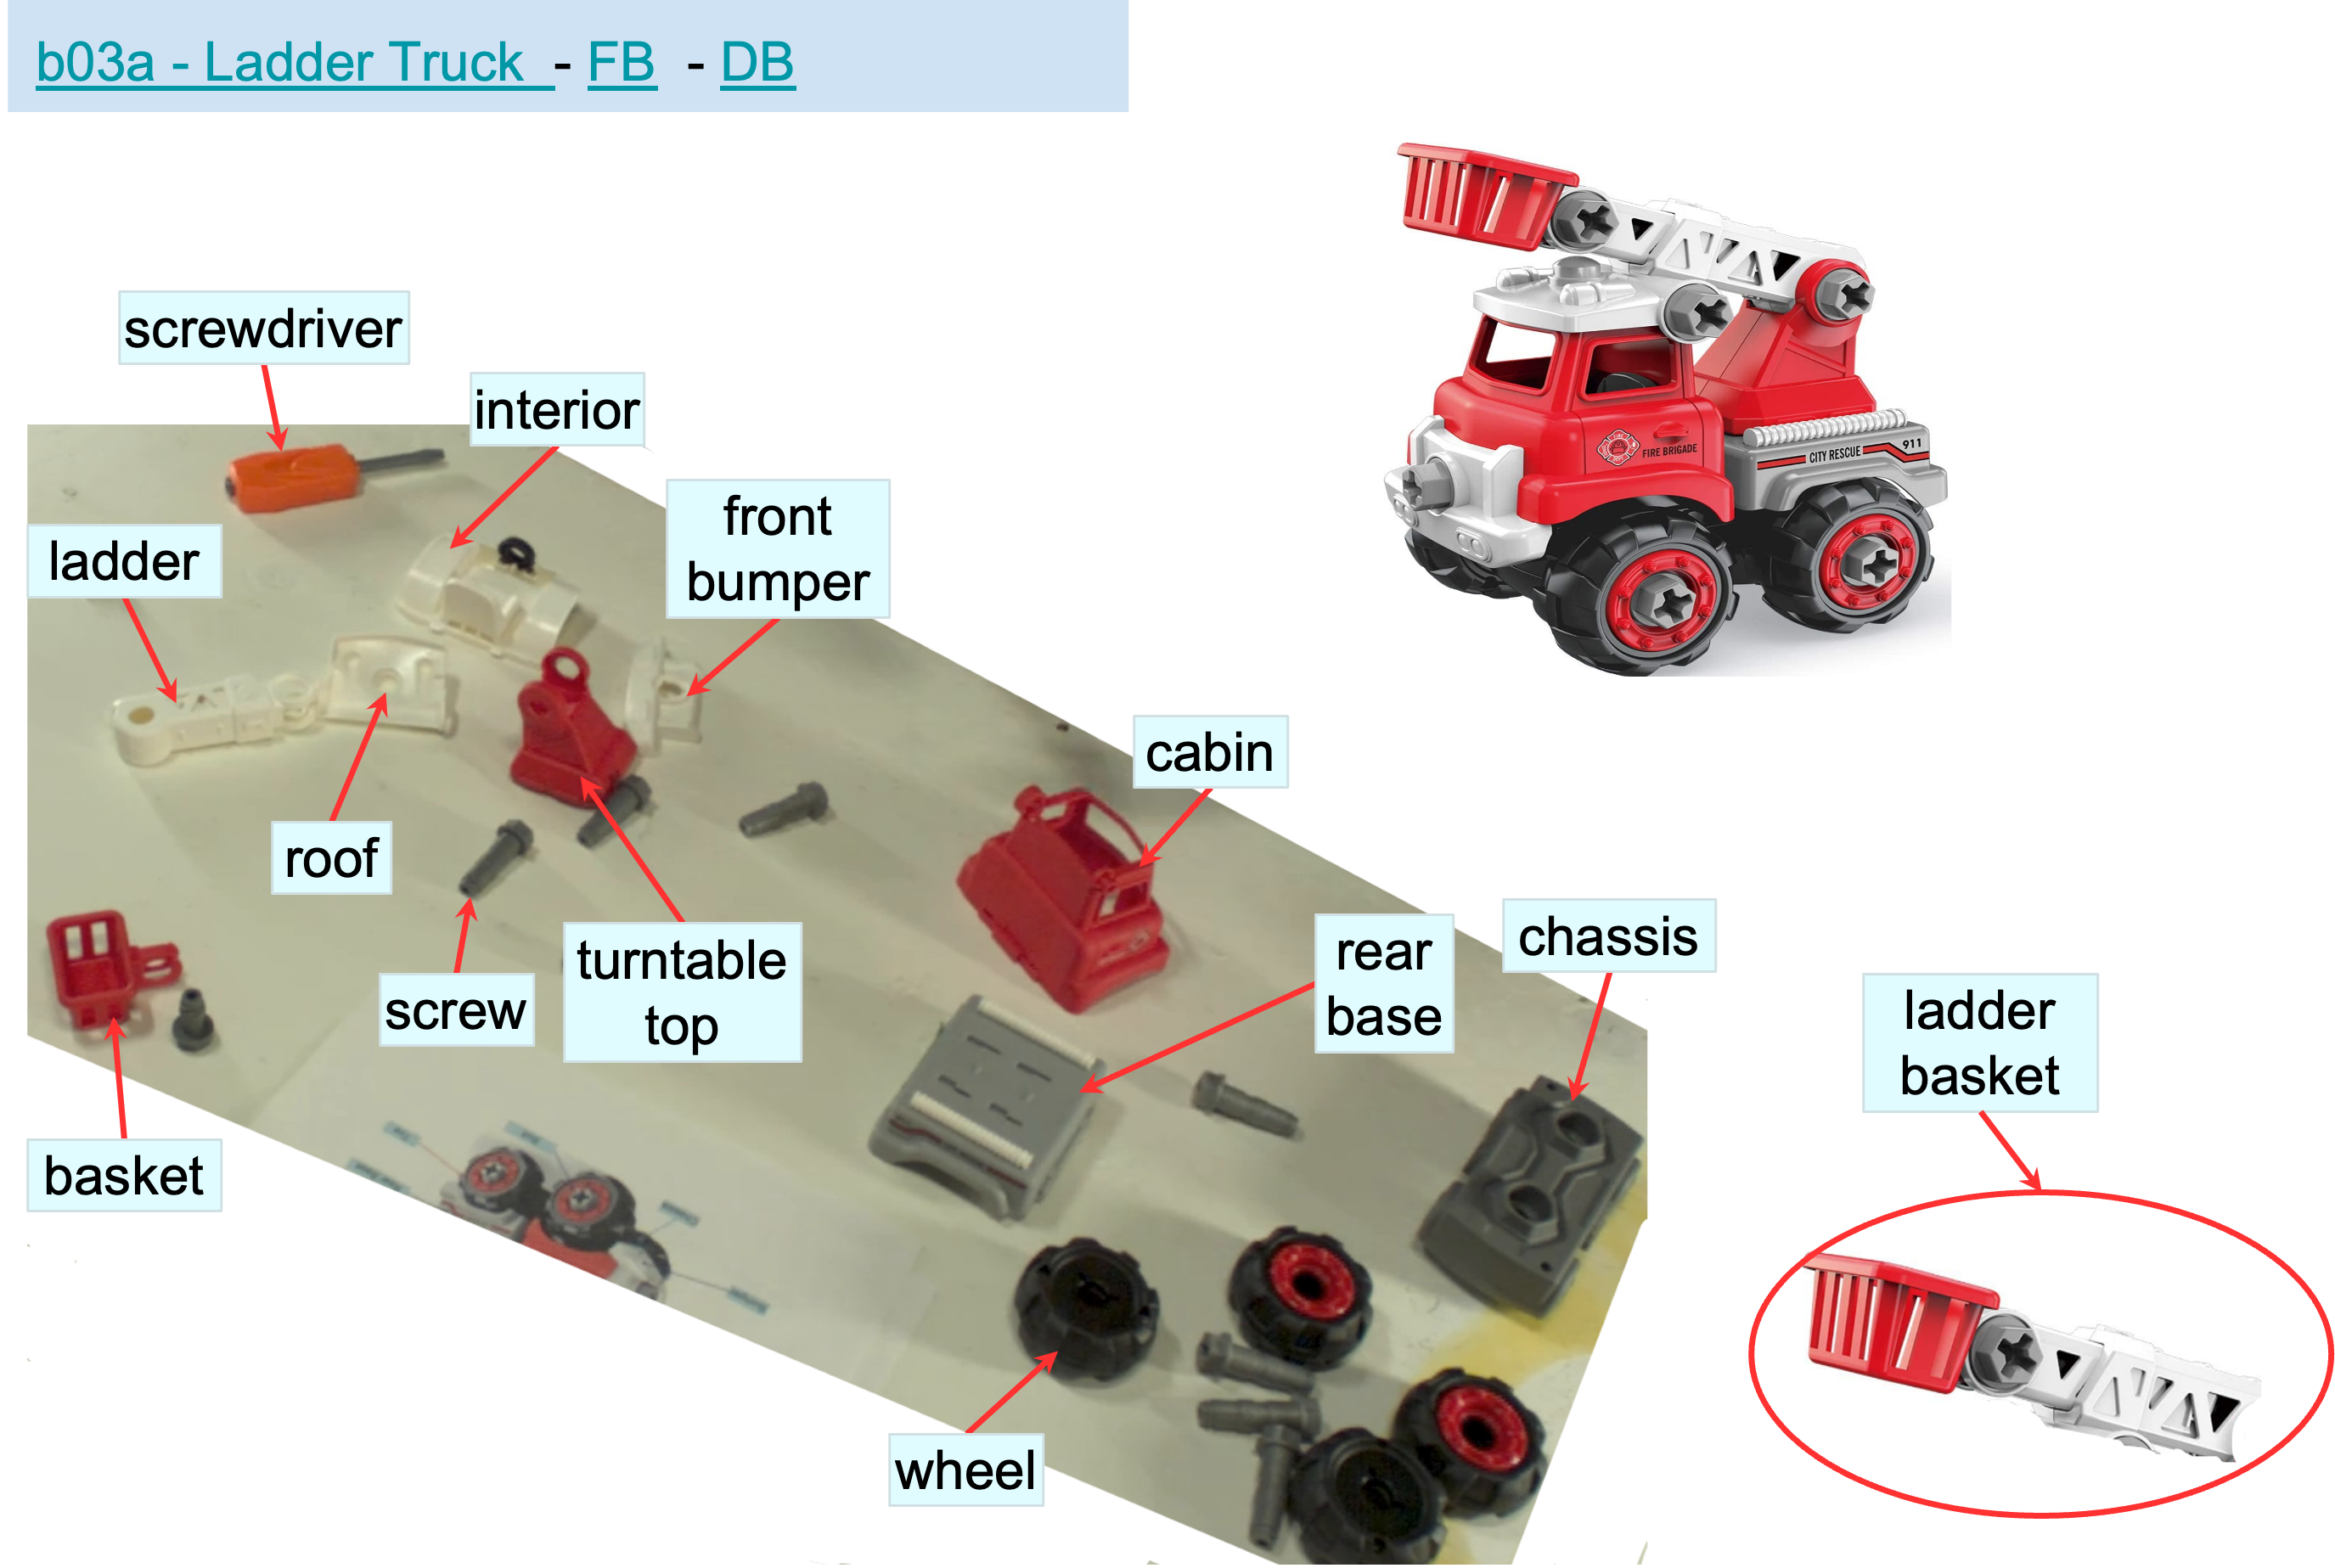 b03a - Ladder Truck - FB - DB
screwdriver
interior
front
bumper
ladder
cabin
roof
turntable
top
screw
rear
base
chassis
ladder
basket
basket
wheel
FIRE BRIGADE
CITY RESCUE
911